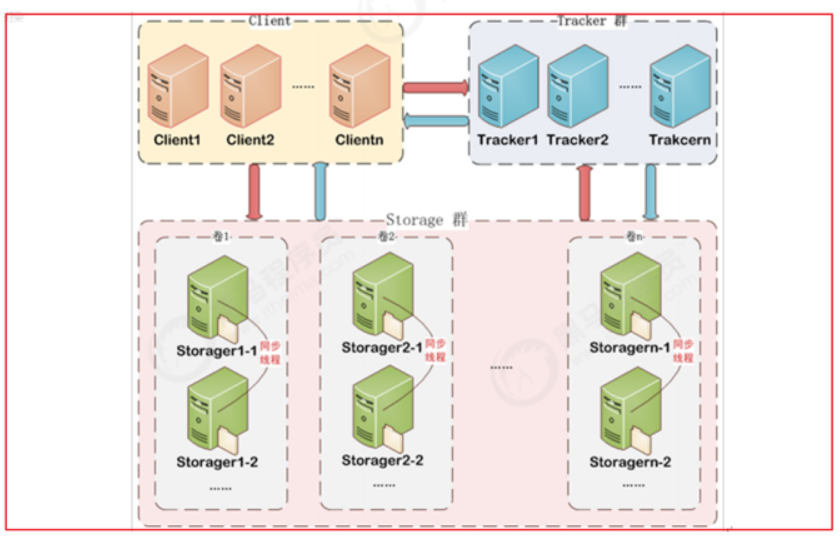 Client
Tracker 群
Client1
Client2
……
Clientn
Tracker1
Tracker2
……
Trakcern
Storage 群
卷1
卷2
卷n
Storager1-1
同步
线程
Storager1-2
……
Storager2-1
同步
线程
Storager2-2
……
……
Storagern-1
同步
线程
Storagern-2
……